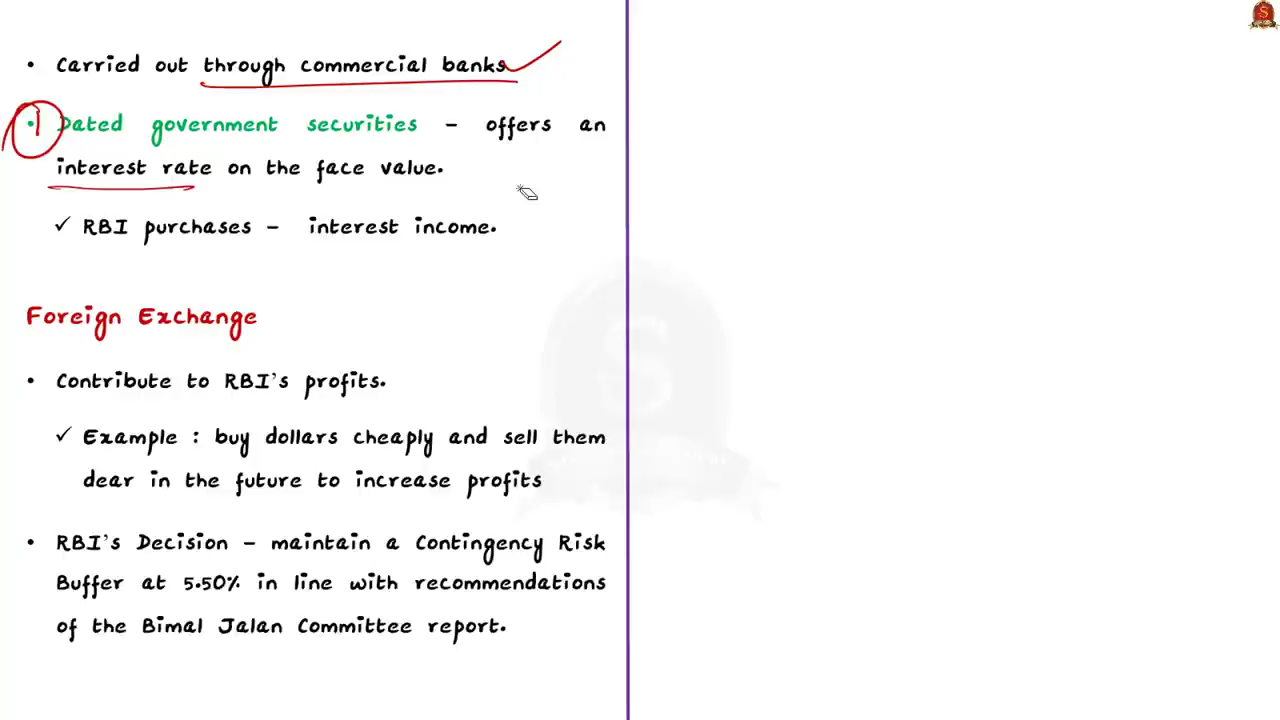 • Carried out through commercial banks
• Dated government securities – offers an
interest rate on the face value.
✓ RBI purchases – interest income.
Foreign Exchange
• Contribute to RBI's profits.
✓ Example : buy dollars cheaply and sell them
dear in the future to increase profits
• RBI's Decision – maintain a Contingency Risk
Buffer at 5.50% in line with recommendations
of the Bimal Jalan Committee report.